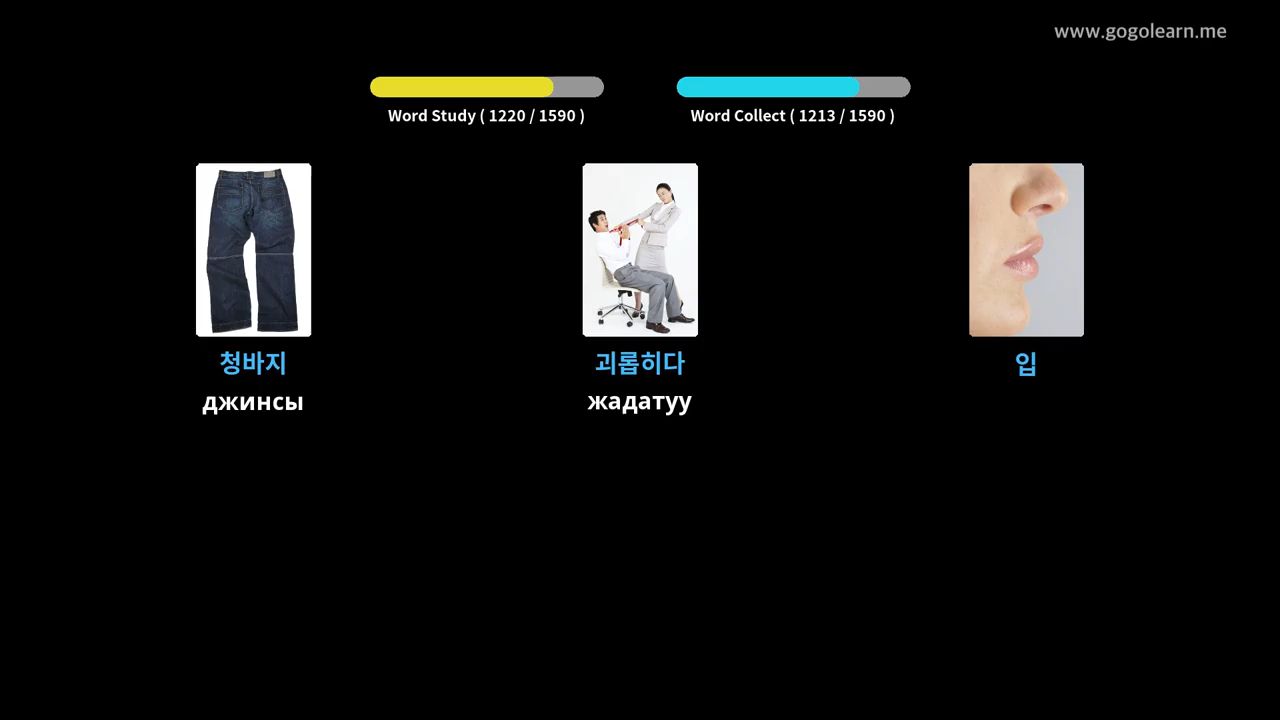 www.gogolearn.me
Word Study ( 1220 / 1590 )
Word Collect ( 1213 / 1590 )
청바지
джинсы
괴롭히다
жадатуу
입